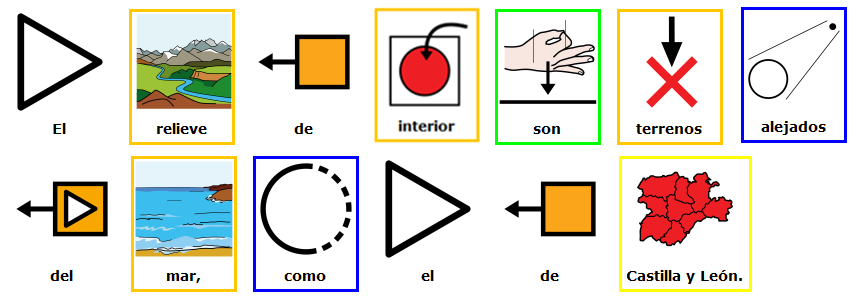 El relieve de interior son terrenos alejados
del mar, como el de Castilla y León.